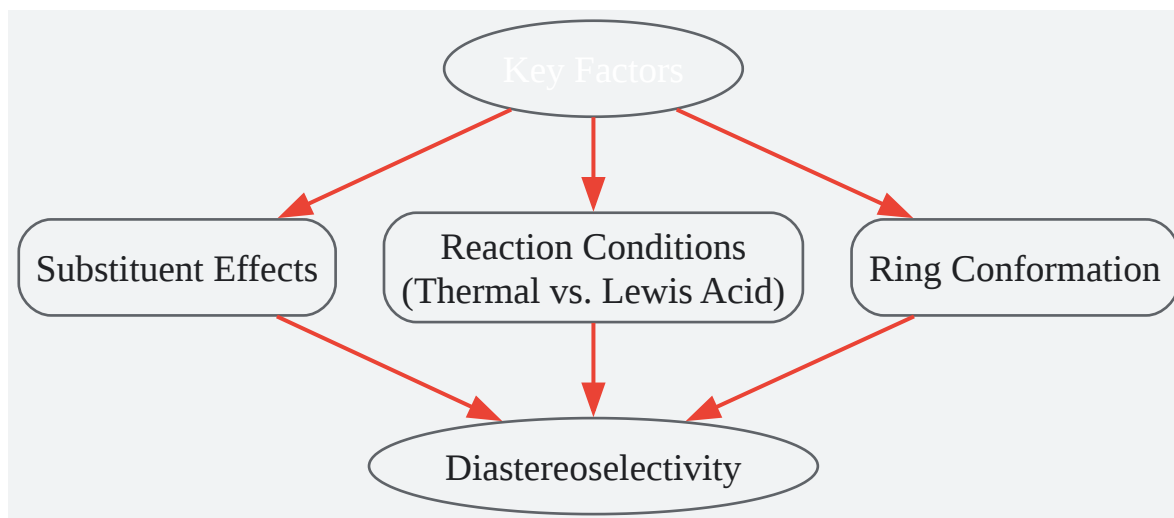 Key Factors
Substituent Effects
Reaction Conditions
(Thermal vs. Lewis Acid)
Ring Conformation
Diastereoselectivity